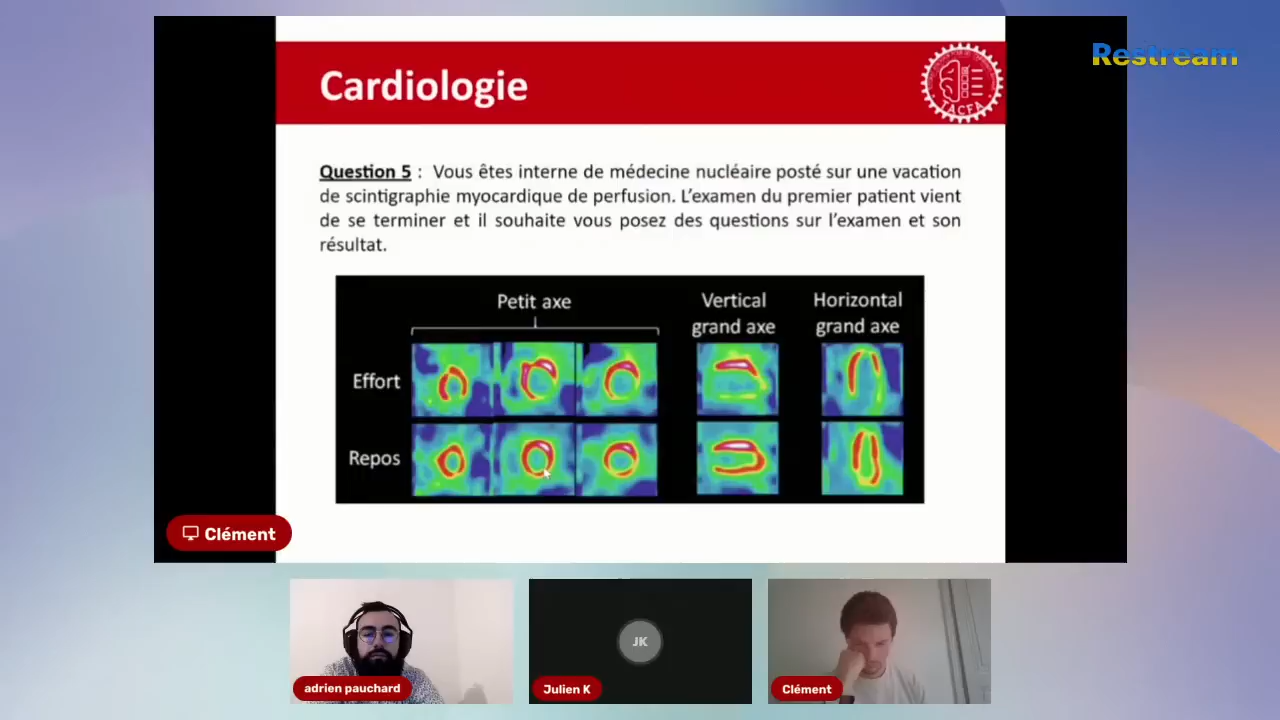 Restream
Cardiologie
TACFA
Question 5 : Vous êtes interne de médecine nucléaire posté sur une vacation
de scintigraphie myocardique de perfusion. L’examen du premier patient vient
de se terminer et il souhaite vous posez des questions sur l’examen et son
résultat.
Petit axe
Vertical
grand axe
Horizontal
grand axe
Effort
Repos
Clément
adrien pauchard
JK
Julien K
Clément